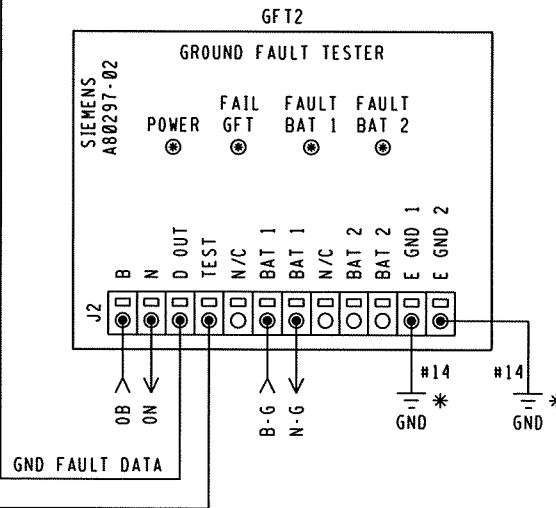 GFT2
GROUND FAULT TESTER
SIEMENS
A80297-02
POWER
FAIL
GFT
FAULT
BAT 1
FAULT
BAT 2
J2
B
N
D OUT
TEST
N/C
BAT 1
BAT 1
N/C
BAT 2
BAT 2
E GND 1
E GND 2
OB
ON
B-G
N-G
#14
GND
*
#14
GND
*
GND FAULT DATA